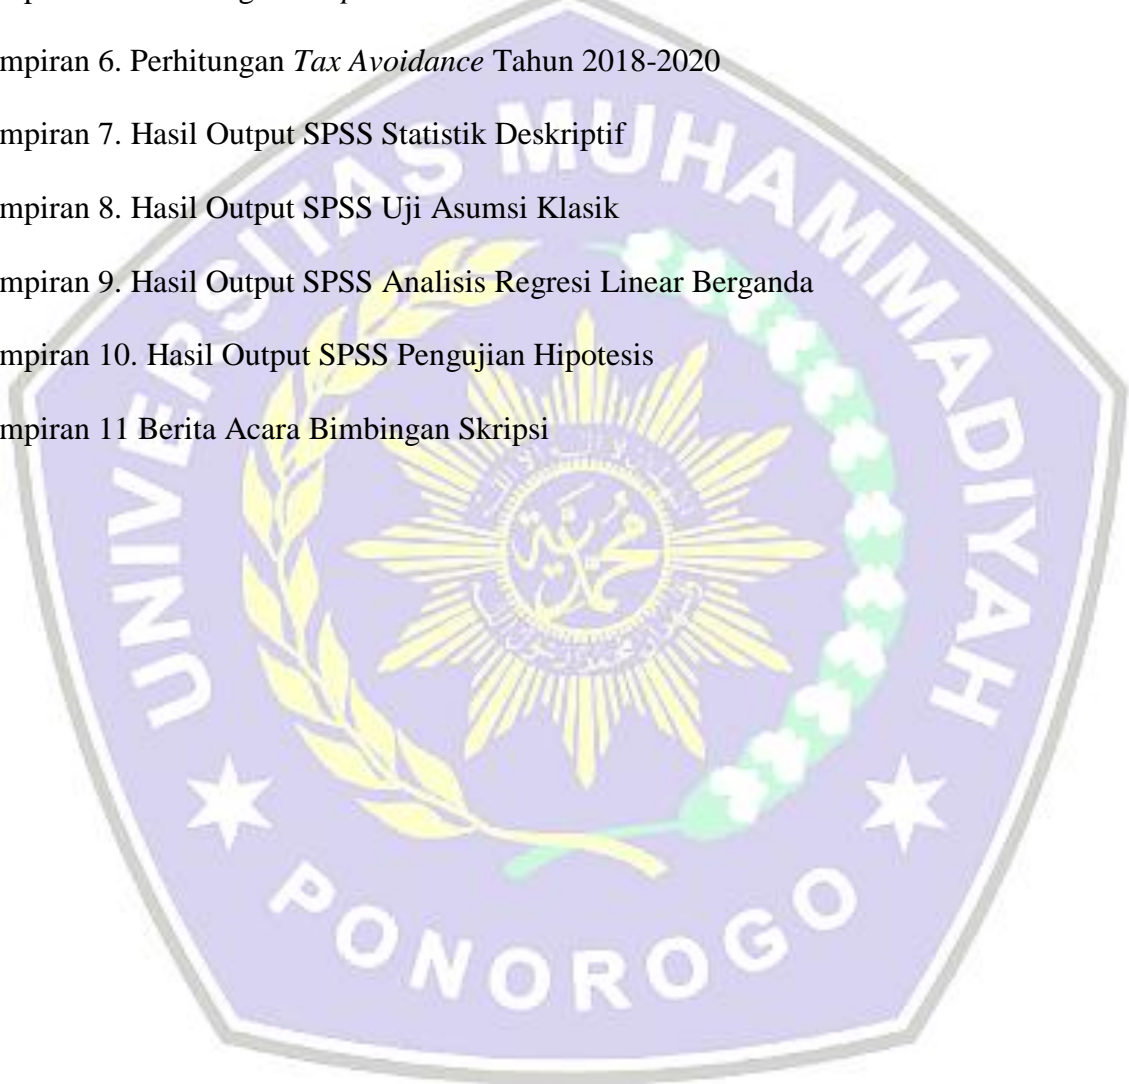 mpiran 6. Perhitungan Tax Avoidance Tahun 2018-2020
mpiran 7. Hasil Output SPSS Statistik Deskriptif
mpiran 8. Hasil Output SPSS Uji Asumsi Klasik
mpiran 9. Hasil Output SPSS Analisis Regresi Linear Berganda
mpiran 10. Hasil Output SPSS Pengujian Hipotesis
mpiran 11 Berita Acara Bimbingan Skripsi
UNIVERSITAS MUHAMMADIYAH
PONOROGO